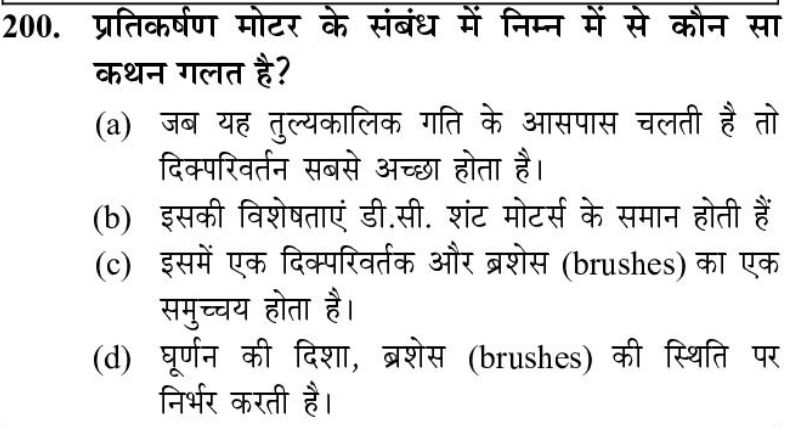 200. प्रतिकर्षण मोटर के संबंध में निम्न में से कौन सा
कथन गलत है?
(a) जब यह तुल्यकालिक गति के आसपास चलती है तो
दिक्परिवर्तन सबसे अच्छा होता है।
(b) इसकी विशेषताएं डी.सी. शंट मोटर्स के समान होती हैं
(c) इसमें एक दिक्परिवर्तक और ब्रशेस (brushes) का एक
समुच्चय होता है।
(d) घूर्णन की दिशा, ब्रशेस (brushes) की स्थिति पर
निर्भर करती है।